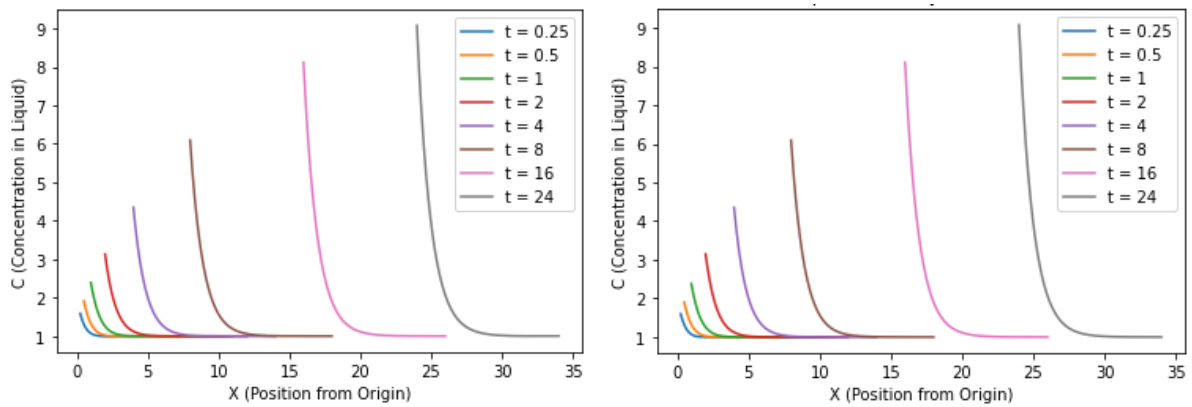 9
8
7
6
5
4
3
2
1
C (Concentration in Liquid)
0 5 10 15 20 25 30 35
X (Position from Origin)
t = 0.25
t = 0.5
t = 1
t = 2
t = 4
t = 8
t = 16
t = 24
9
8
7
6
5
4
3
2
1
C (Concentration in Liquid)
0 5 10 15 20 25 30 35
X (Position from Origin)
t = 0.25
t = 0.5
t = 1
t = 2
t = 4
t = 8
t = 16
t = 24